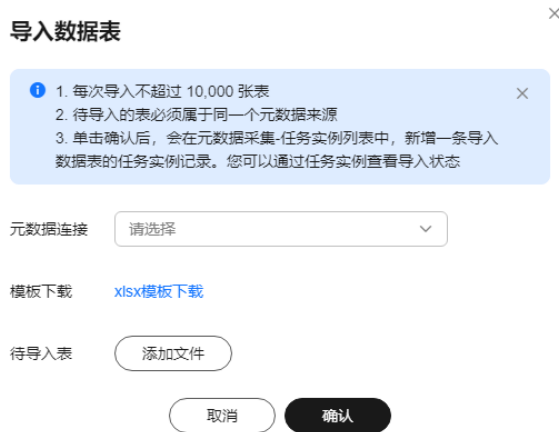 导入数据表
1. 每次导入不超过 10,000 张表
2. 待导入的表必须属于同一个元数据来源
3. 单击确认后，会在元数据采集-任务实例列表中，新增一条导入
数据表的任务实例记录。您可以通过任务实例查看导入状态
元数据连接 请选择
模板下载 xlsx模板下载
待导入表 添加文件
取消 确认